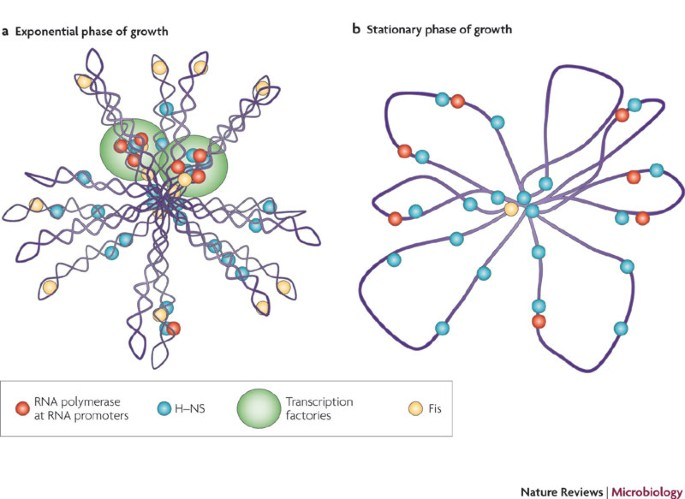 a Exponential phase of growth
b Stationary phase of growth
RNA polymerase
at RNA promoters
H–NS
Transcription
factories
Fis
Nature Reviews | Microbiology